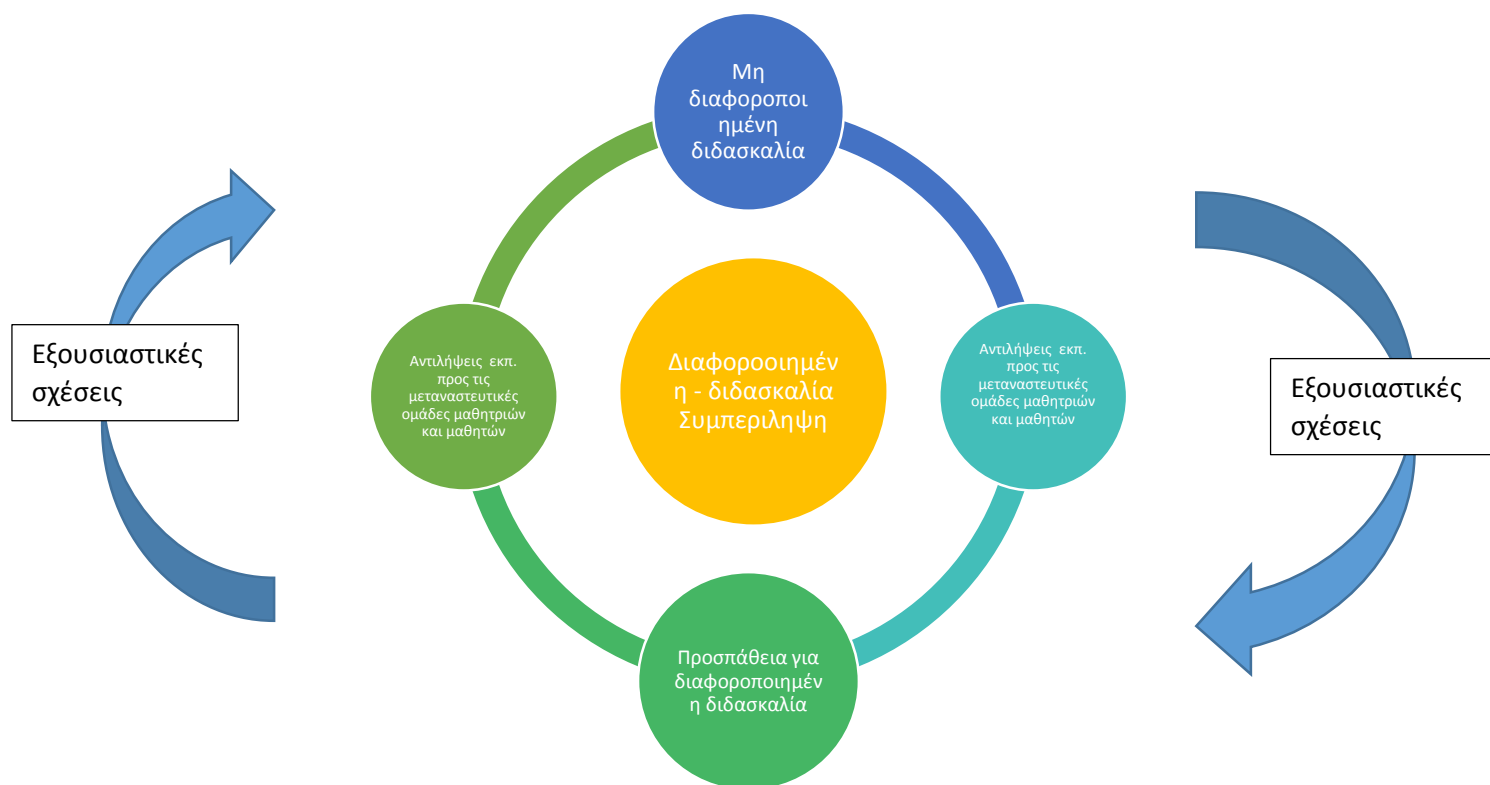 Μη
διαφοροποι
ημένη
διδασκαλία
Εξουσιαστικές
σχέσεις
Αντιλήψεις εκπ.
προς τις
μεταναστευτικές
ομάδες μαθητριών
και μαθητών
Διαφοροοιημέν
η - διδασκαλία
Συμπεριληψη
Αντιλήψεις εκπ.
προς τις
μεταναστευτικές
ομάδες μαθητριών
και μαθητών
Εξουσιαστικές
σχέσεις
Προσπάθεια για
διαφοροποιημέν
η διδασκαλία